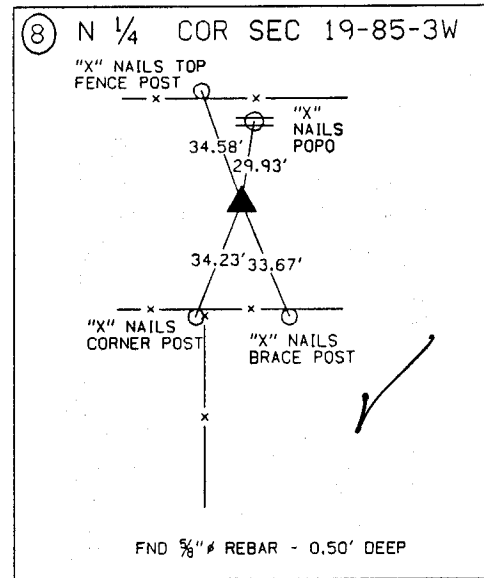 8 N 1/4 COR SEC 19-85-3W
"X" NAILS TOP
FENCE POST
"X"
NAILS
POPO
34.58'
29.93'
34.23'
33.67'
"X" NAILS
CORNER POST
"X" NAILS
BRACE POST
FND 5/8"ø REBAR - 0.50' DEEP